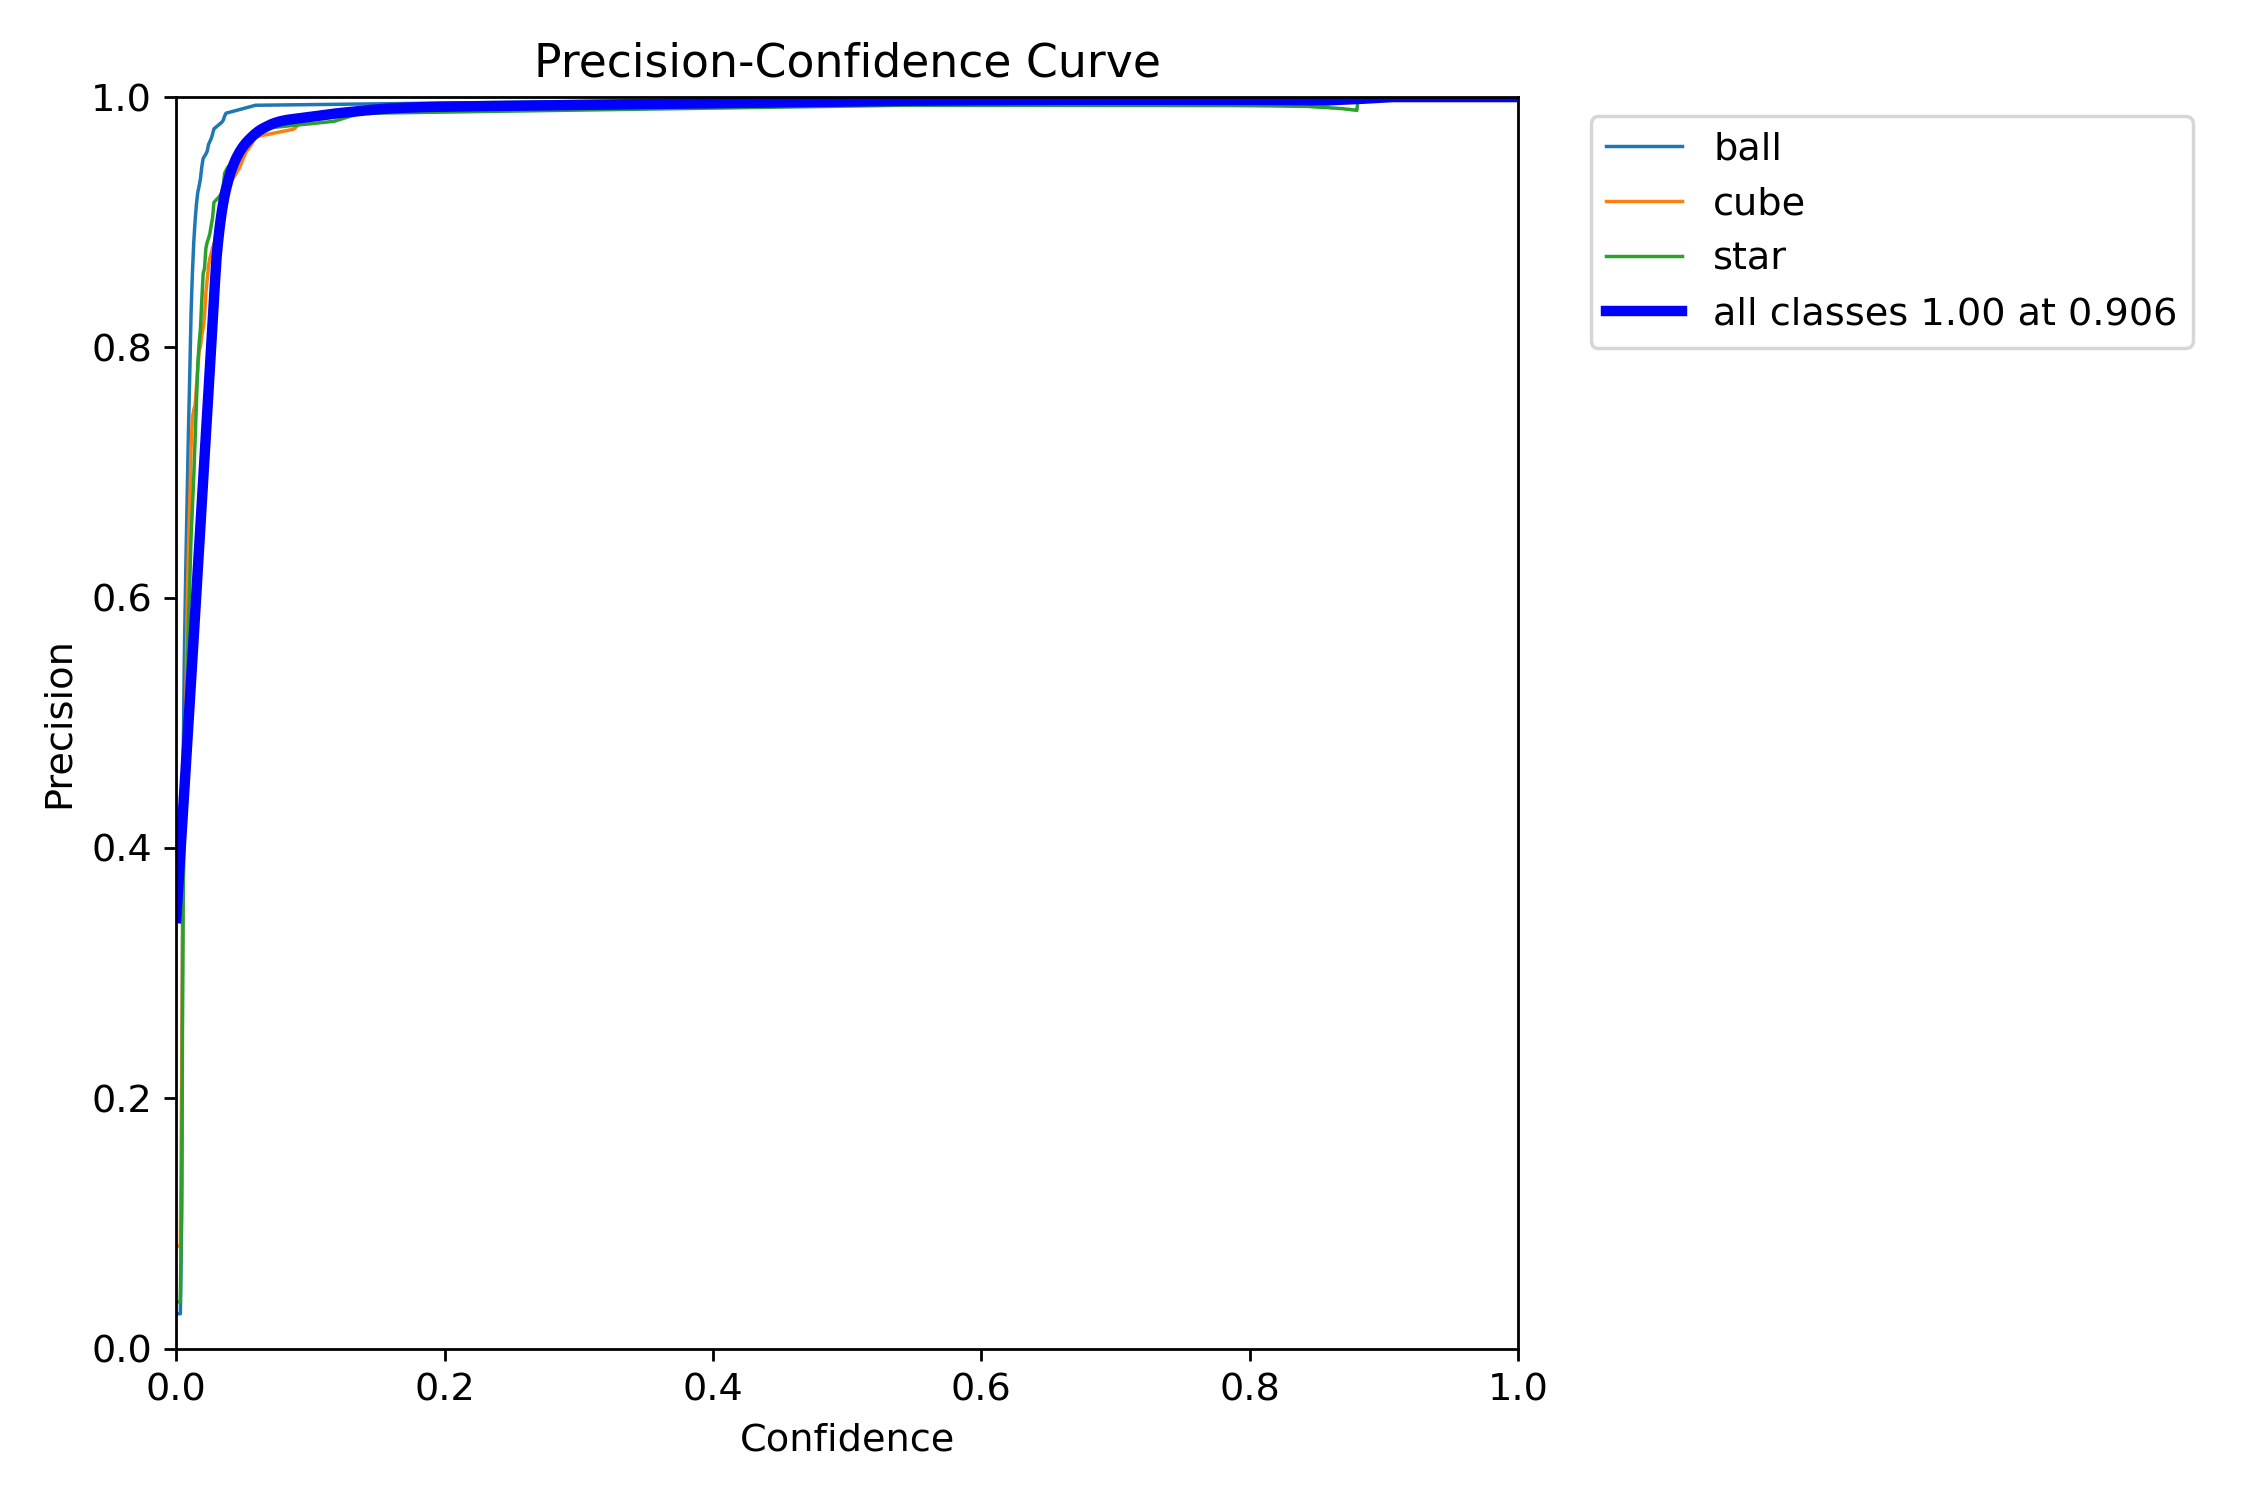 Precision-Confidence Curve
1.0
0.8
0.6
0.4
0.2
0.0
Precision
0.0 0.2 0.4 0.6 0.8 1.0
Confidence
ball
cube
star
all classes 1.00 at 0.906